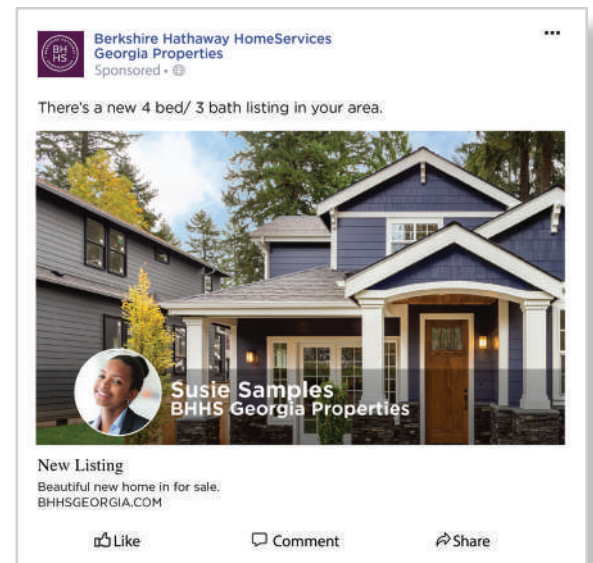 BH
HS
Berkshire Hathaway HomeServices
Georgia Properties
Sponsored •
There's a new 4 bed/ 3 bath listing in your area.
Susie Samples
BHHS Georgia Properties
New Listing
Beautiful new home in for sale.
BHHSGEORGIA.COM
Like
Comment
Share